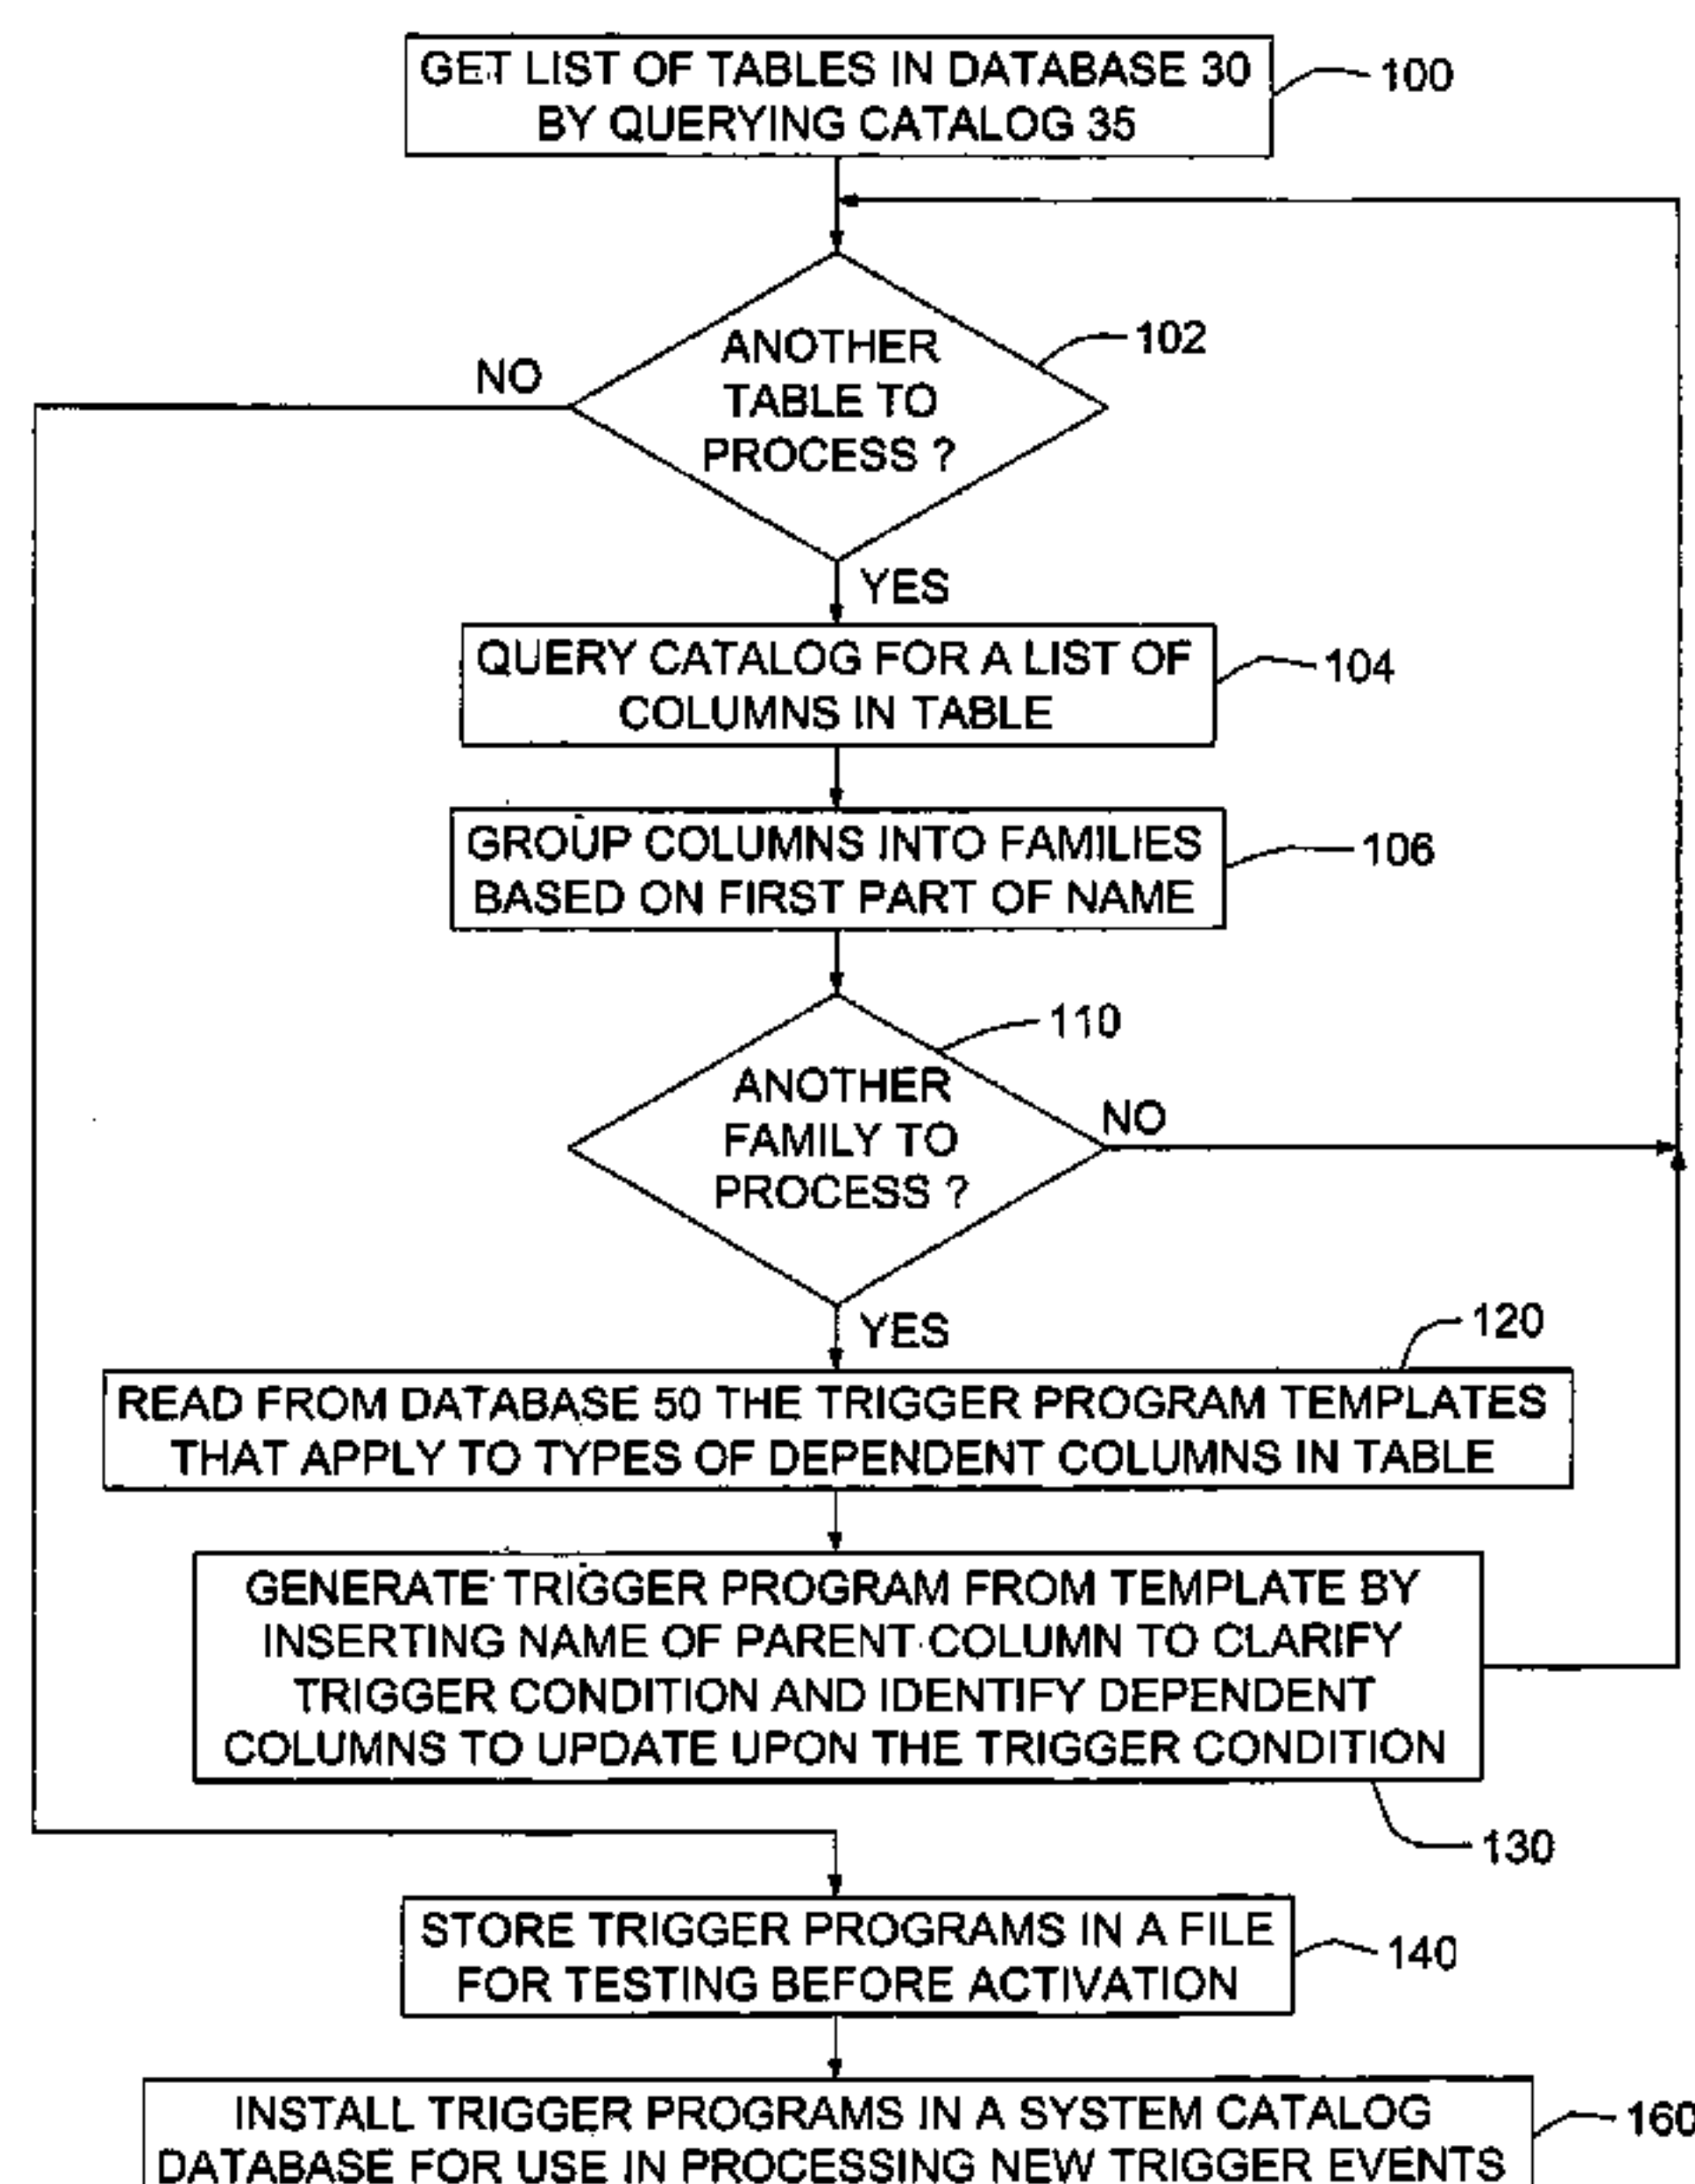 GET LIST OF TABLES IN DATABASE 30
BY QUERYING CATALOG 35
100
ANOTHER
TABLE TO
PROCESS ?
102
NO
YES
QUERY CATALOG FOR A LIST OF
COLUMNS IN TABLE
104
GROUP COLUMNS INTO FAMILIES
BASED ON FIRST PART OF NAME
106
110
ANOTHER
FAMILY TO
PROCESS ?
NO
YES
120
READ FROM DATABASE 50 THE TRIGGER PROGRAM TEMPLATES
THAT APPLY TO TYPES OF DEPENDENT COLUMNS IN TABLE
GENERATE TRIGGER PROGRAM FROM TEMPLATE BY
INSERTING NAME OF PARENT COLUMN TO CLARIFY
TRIGGER CONDITION AND IDENTIFY DEPENDENT
COLUMNS TO UPDATE UPON THE TRIGGER CONDITION
130
STORE TRIGGER PROGRAMS IN A FILE
FOR TESTING BEFORE ACTIVATION
140
INSTALL TRIGGER PROGRAMS IN A SYSTEM CATALOG
DATABASE FOR USE IN PROCESSING NEW TRIGGER EVENTS
160